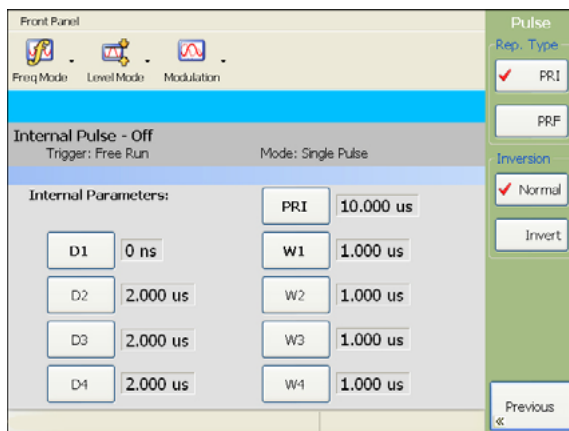 Front Panel
Freq Mode Level Mode Modulation
Internal Pulse - Off
Trigger: Free Run Mode: Single Pulse
Internal Parameters:
PRI 10.000 us
D1 0 ns W1 1.000 us
D2 2.000 us W2 1.000 us
D3 2.000 us W3 1.000 us
D4 2.000 us W4 1.000 us
Pulse
Rep. Type
PRI
PRF
Inversion
Normal
Invert
Previous
«